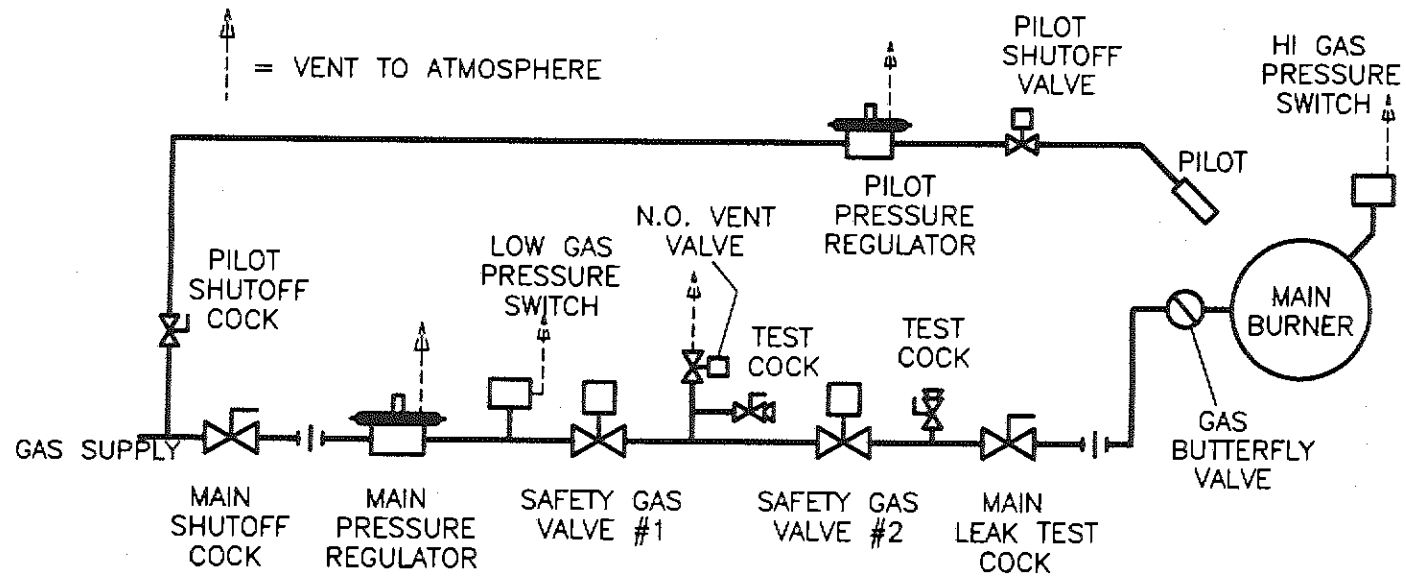 = VENT TO ATMOSPHERE
PILOT
SHUTOFF
VALVE
HI GAS
PRESSURE
SWITCH
PILOT
PILOT
PRESSURE
REGULATOR
N.O. VENT
VALVE
LOW GAS
PRESSURE
SWITCH
PILOT
SHUTOFF
COCK
TEST
COCK
TEST
COCK
MAIN
BURNER
GAS SUPPLY
GAS
BUTTERFLY
VALVE
MAIN
SHUTOFF
COCK
MAIN
PRESSURE
REGULATOR
SAFETY GAS
VALVE #1
SAFETY GAS
VALVE #2
MAIN
LEAK TEST
COCK